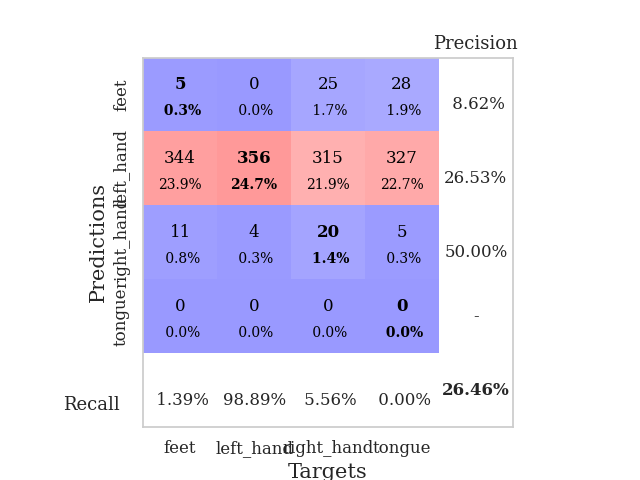 Precision
feet 5 0 25 28 8.62%
0.3% 0.0% 1.7% 1.9%
left_hand 344 356 315 327 26.53%
23.9% 24.7% 21.9% 22.7%
right_hand 11 4 20 5 50.00%
0.8% 0.3% 1.4% 0.3%
tongue 0 0 0 0 -
0.0% 0.0% 0.0% 0.0%
Predictions
Recall 1.39% 98.89% 5.56% 0.00% 26.46%
feet left_hand right_hand tongue
Targets